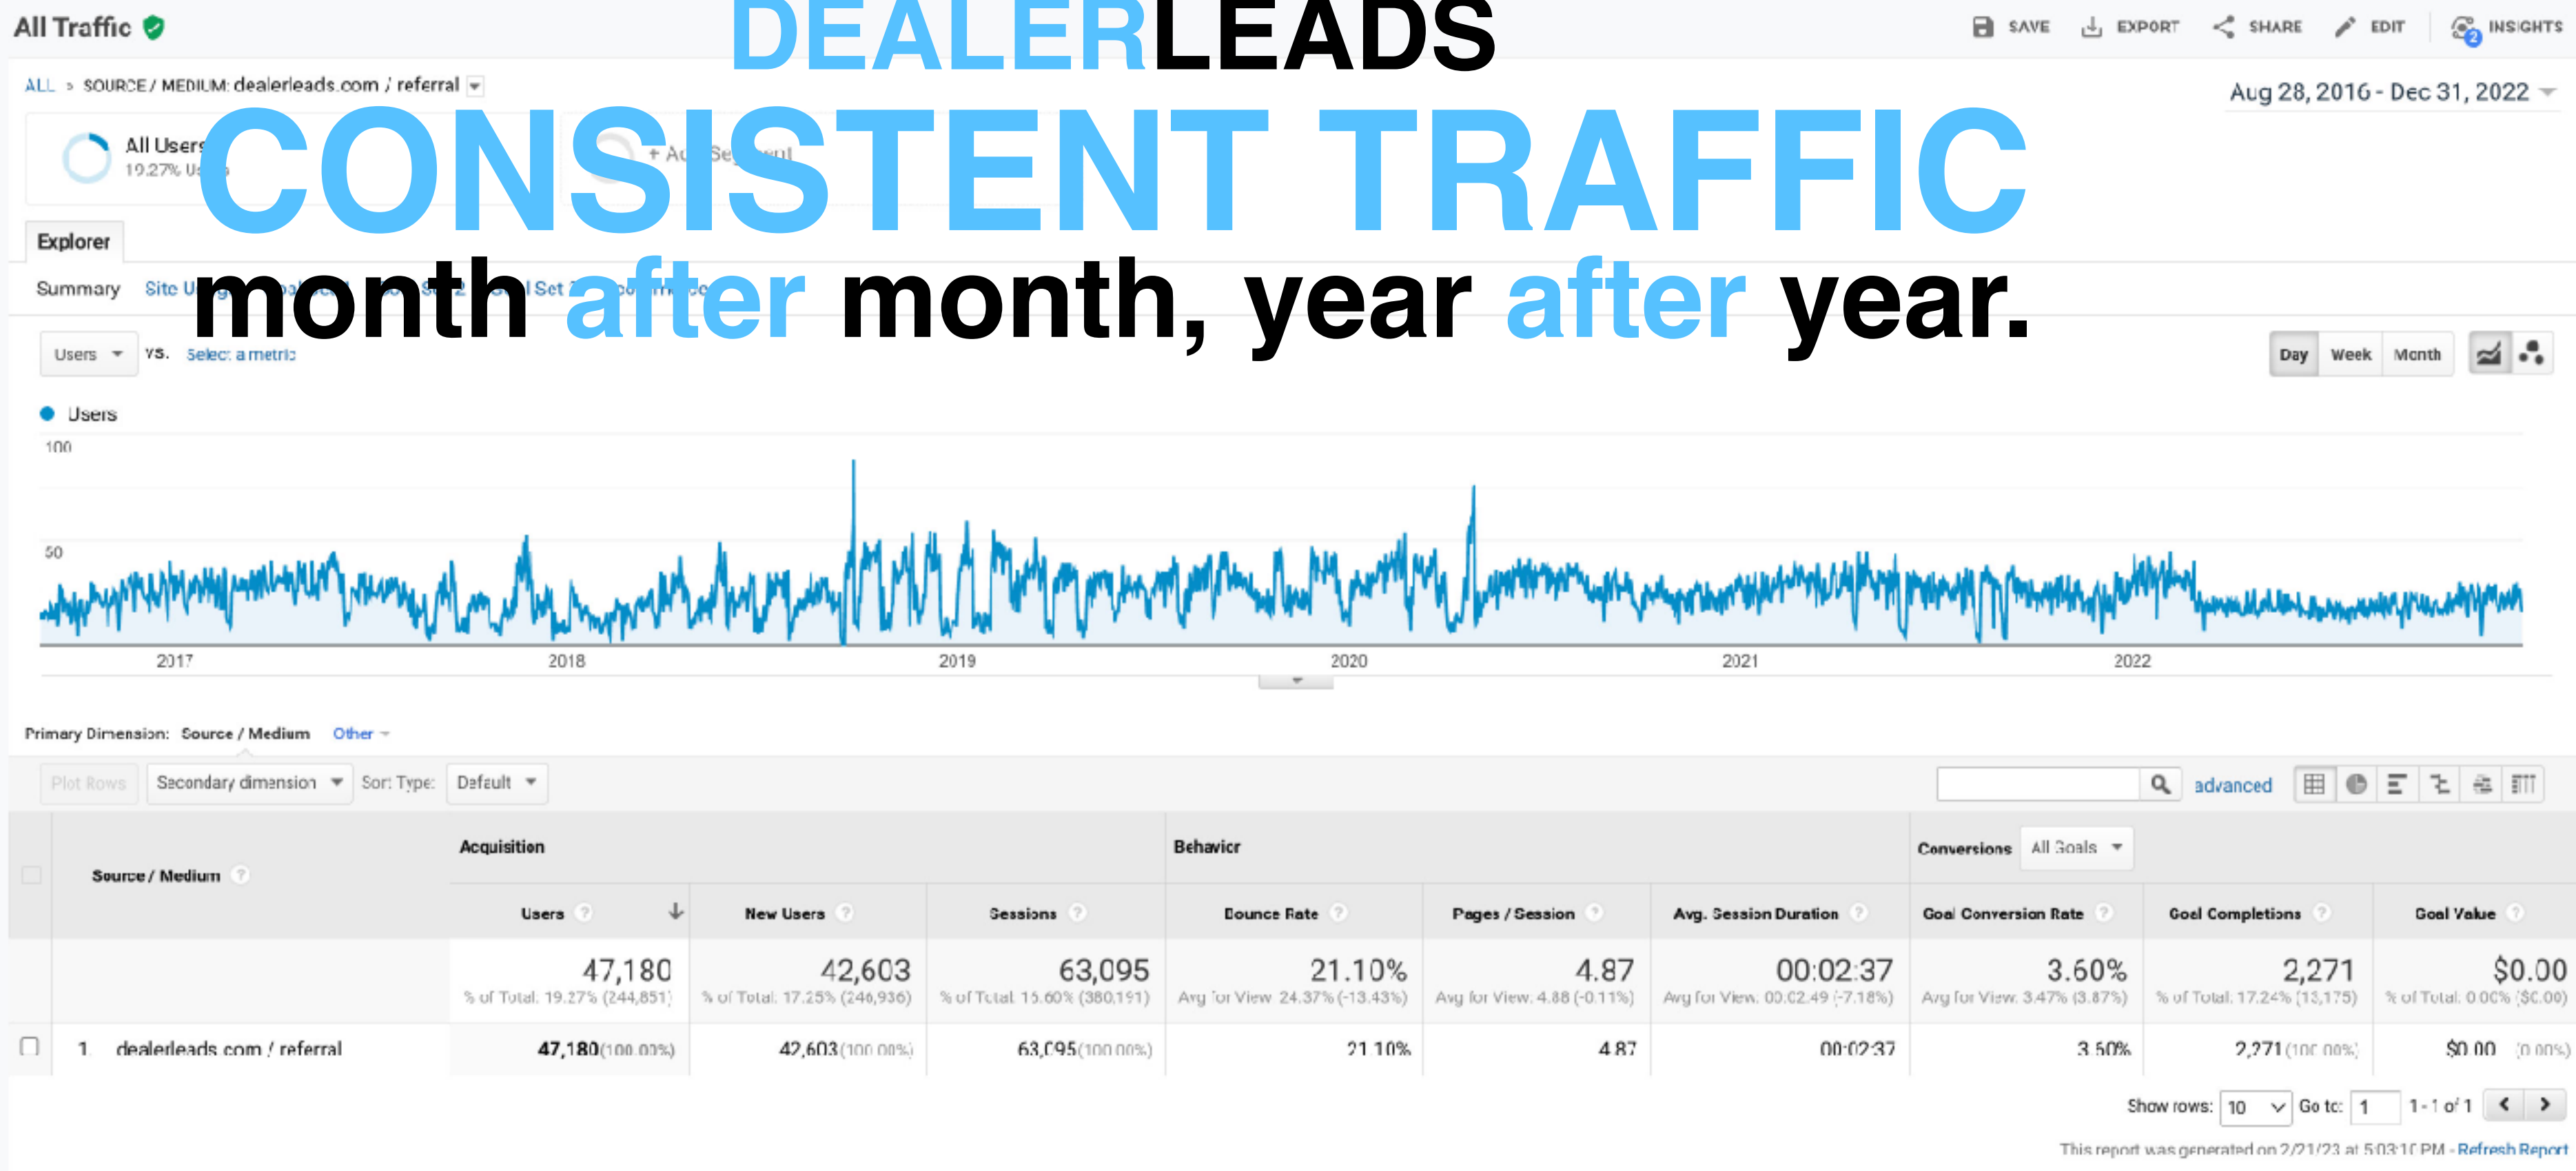 DEALERLEADS
All Traffic
SAVE EXPORT SHARE EDIT INSIGHTS
2
ALL » SOURCE / MEDIUM: dealerleads.com / referral
Aug 28, 2016 - Dec 31, 2022
CONSISTENT TRAFFIC
All Users
19.27%
Explorer
month after month, year after year.
Summary Site
Users VS. Select a metric
Day Week Month
Users
100
50
2017 2018 2019 2020 2021 2022
Primary Dimension: Source / Medium Other
Plot Rows Secondary dimension Sort Type: Default advanced
Acquisition Behavior Conversions All Goals
Source / Medium ?
Users ? New Users ? Sessions ? Bounce Rate ? Pages / Session ? Avg. Session Duration ? Goal Conversion Rate ? Goal Completions ? Goal Value ?
47,180 42,603 63,095 21.10% 4.87 00:02:37 3.60% 2,271 $0.00
% of Total: 19.27% (244,851) % of Total: 17.25% (246,936) % of Total: 16.60% (380,191) Avg for View: 24.37% (-13.43%) Avg for View: 4.88 (-0.11%) Avg for View: 00:02:49 (-7.18%) Avg for View: 3.47% (3.87%) % of Total: 17.24% (13,175) % of Total: 0.00% ($0.00)
1. dealerleads.com / referral 47,180 (100.00%) 42,603 (100.00%) 63,095 (100.00%) 21.10% 4.87 00:02:37 3.60% 2,271 (100.00%) $0.00 (0.00%)
Show rows: 10 Go to: 1 1 - 1 of 1
This report was generated on 2/21/23 at 5:03:10 PM - Refresh Report